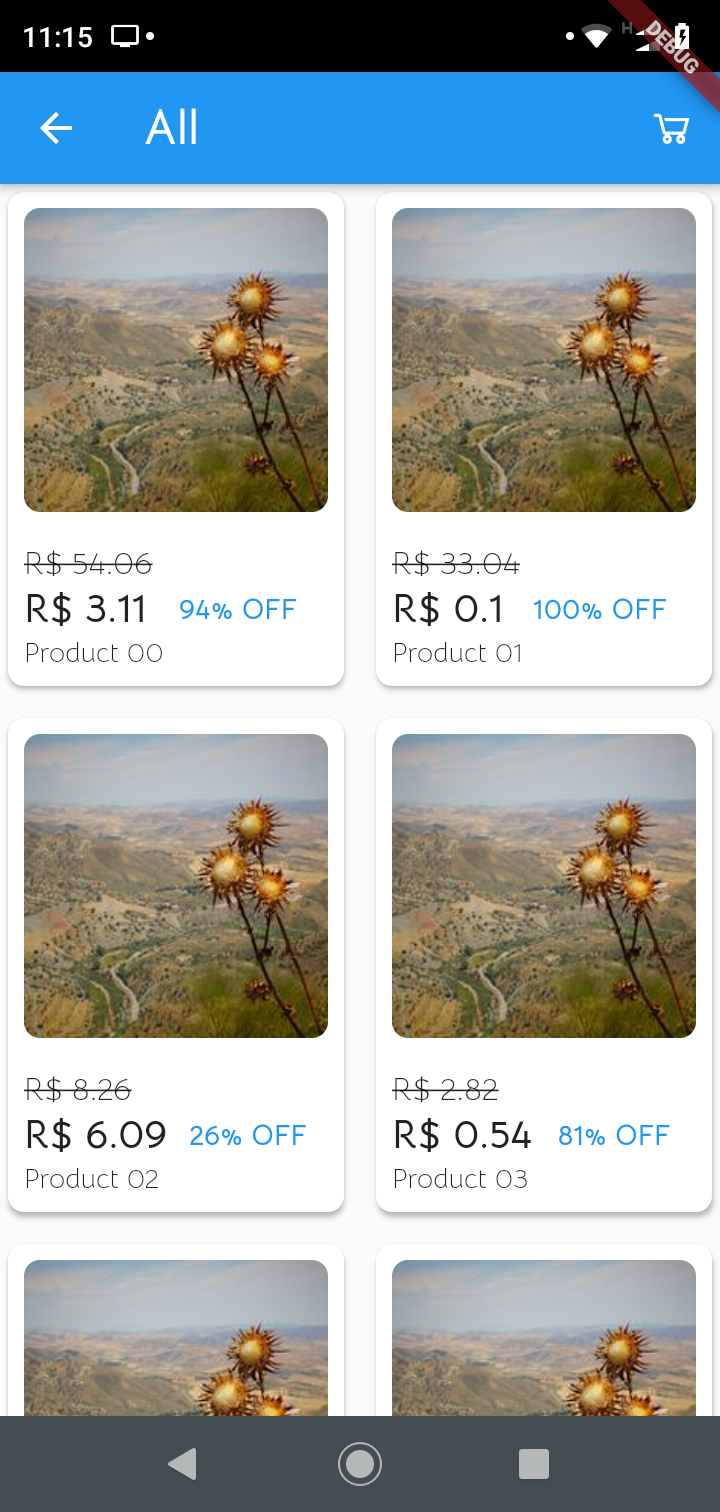 11:15
H
DEBUG
All
R$ 54.06
R$ 3.11 94% OFF
Product 00
R$ 33.04
R$ 0.1 100% OFF
Product 01
R$ 8.26
R$ 6.09 26% OFF
Product 02
R$ 2.82
R$ 0.54 81% OFF
Product 03